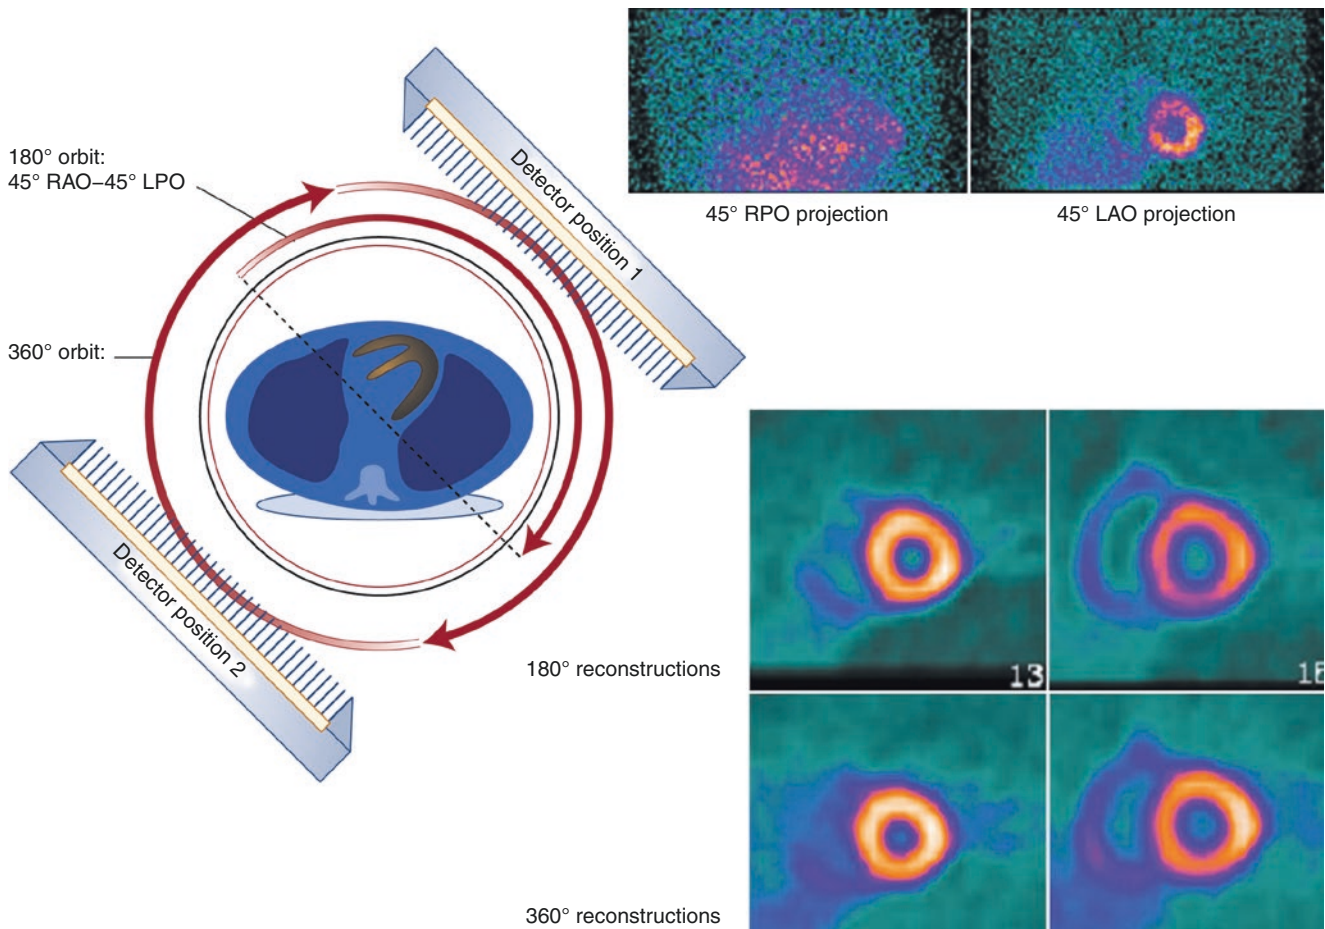 45° RPO projection
45° LAO projection
180° orbit:
45° RAO–45° LPO
Detector position 1
360° orbit:
Detector position 2
180° reconstructions
13
360° reconstructions